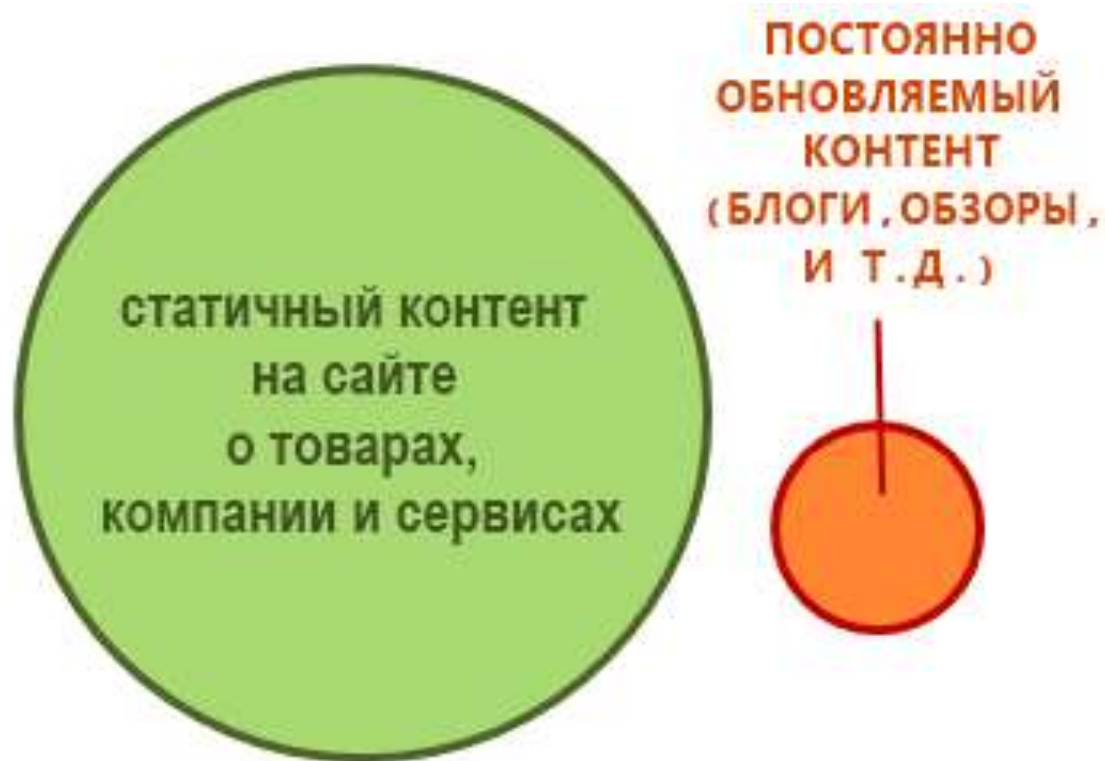 ПОСТОЯННО
ОБНОВЛЯЕМЫЙ
КОНТЕНТ
(БЛОГИ,ОБЗОРЫ,
И Т.Д.)
статичный контент
на сайте
о товарах,
компании и сервисах